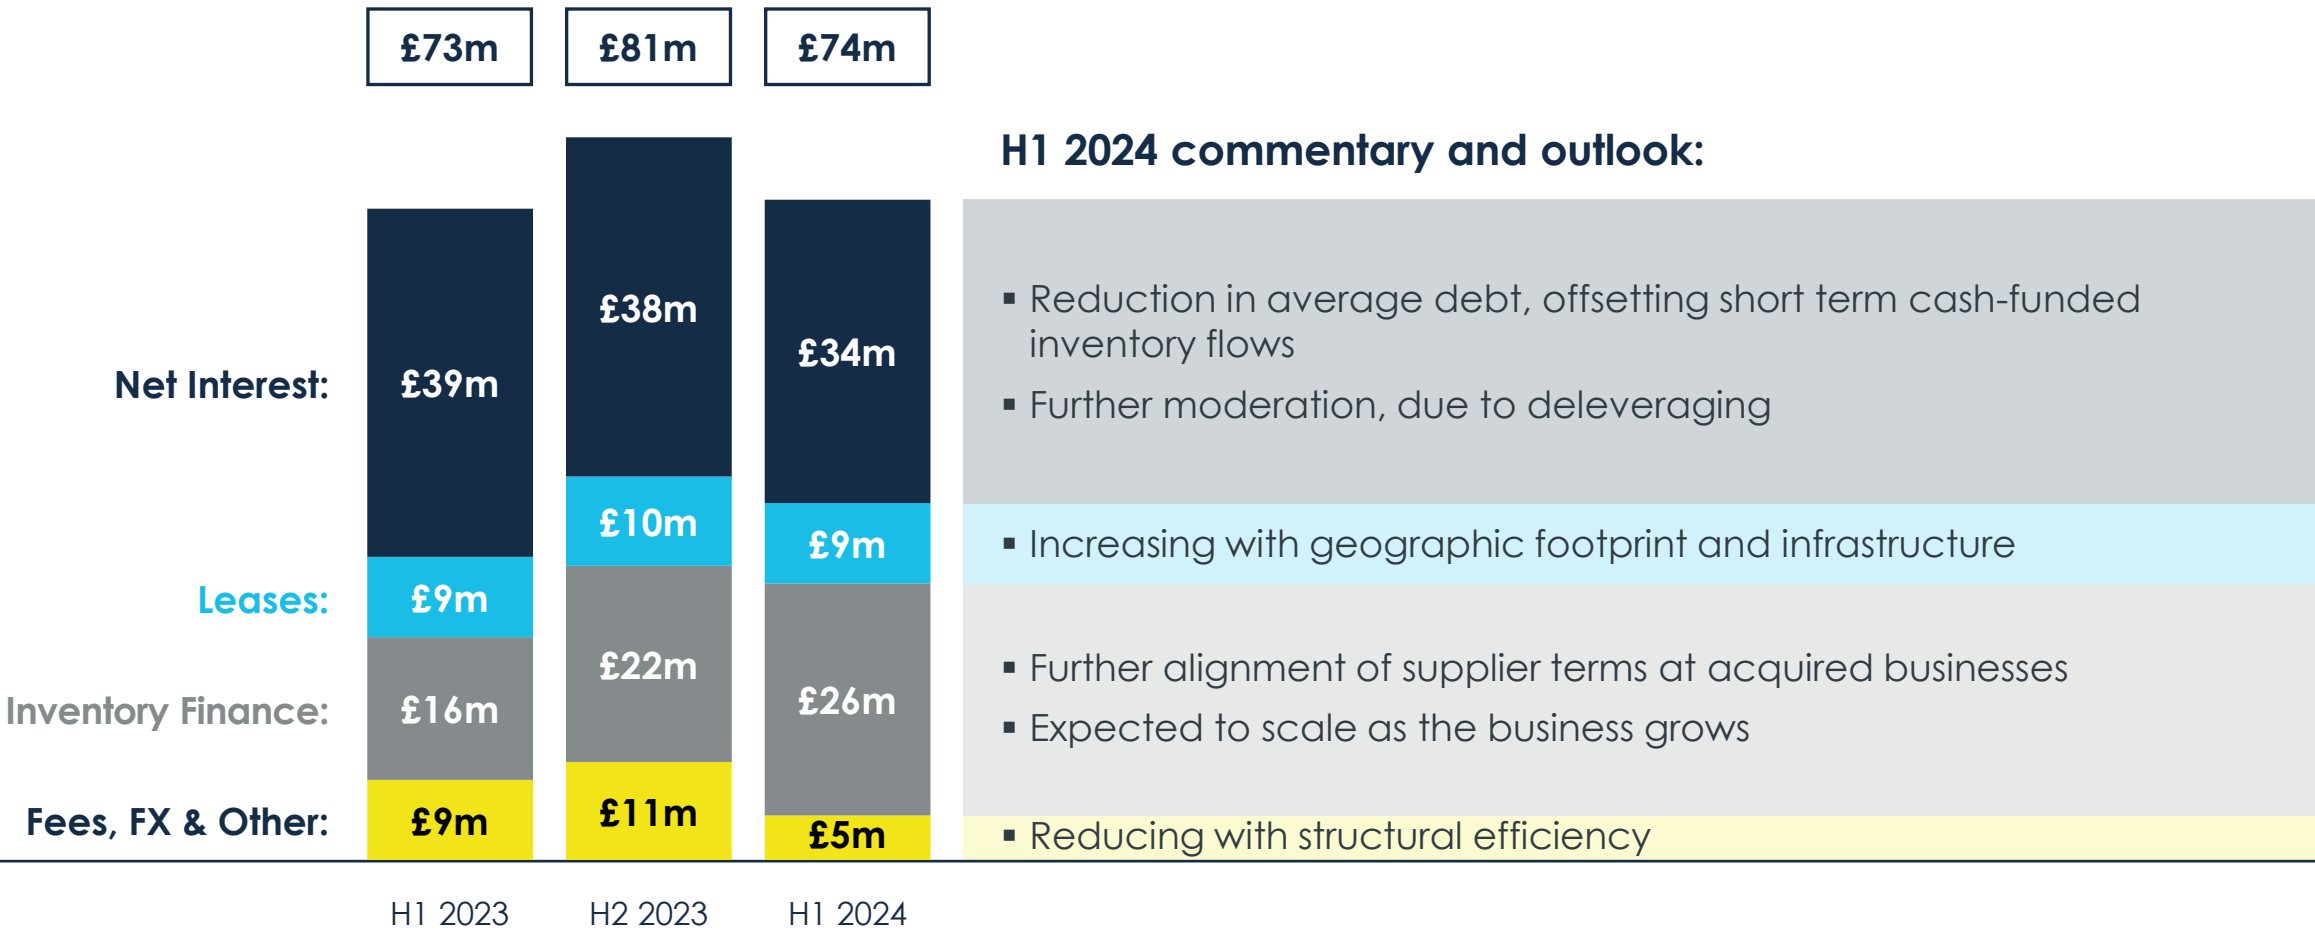 £73m £81m £74m
H1 2024 commentary and outlook:
Net Interest: £39m £38m £34m
▪ Reduction in average debt, offsetting short term cash-funded
inventory flows
▪ Further moderation, due to deleveraging
Leases: £9m £10m £9m
▪ Increasing with geographic footprint and infrastructure
Inventory Finance: £16m £22m £26m
▪ Further alignment of supplier terms at acquired businesses
▪ Expected to scale as the business grows
Fees, FX & Other: £9m £11m £5m
▪ Reducing with structural efficiency
H1 2023 H2 2023 H1 2024